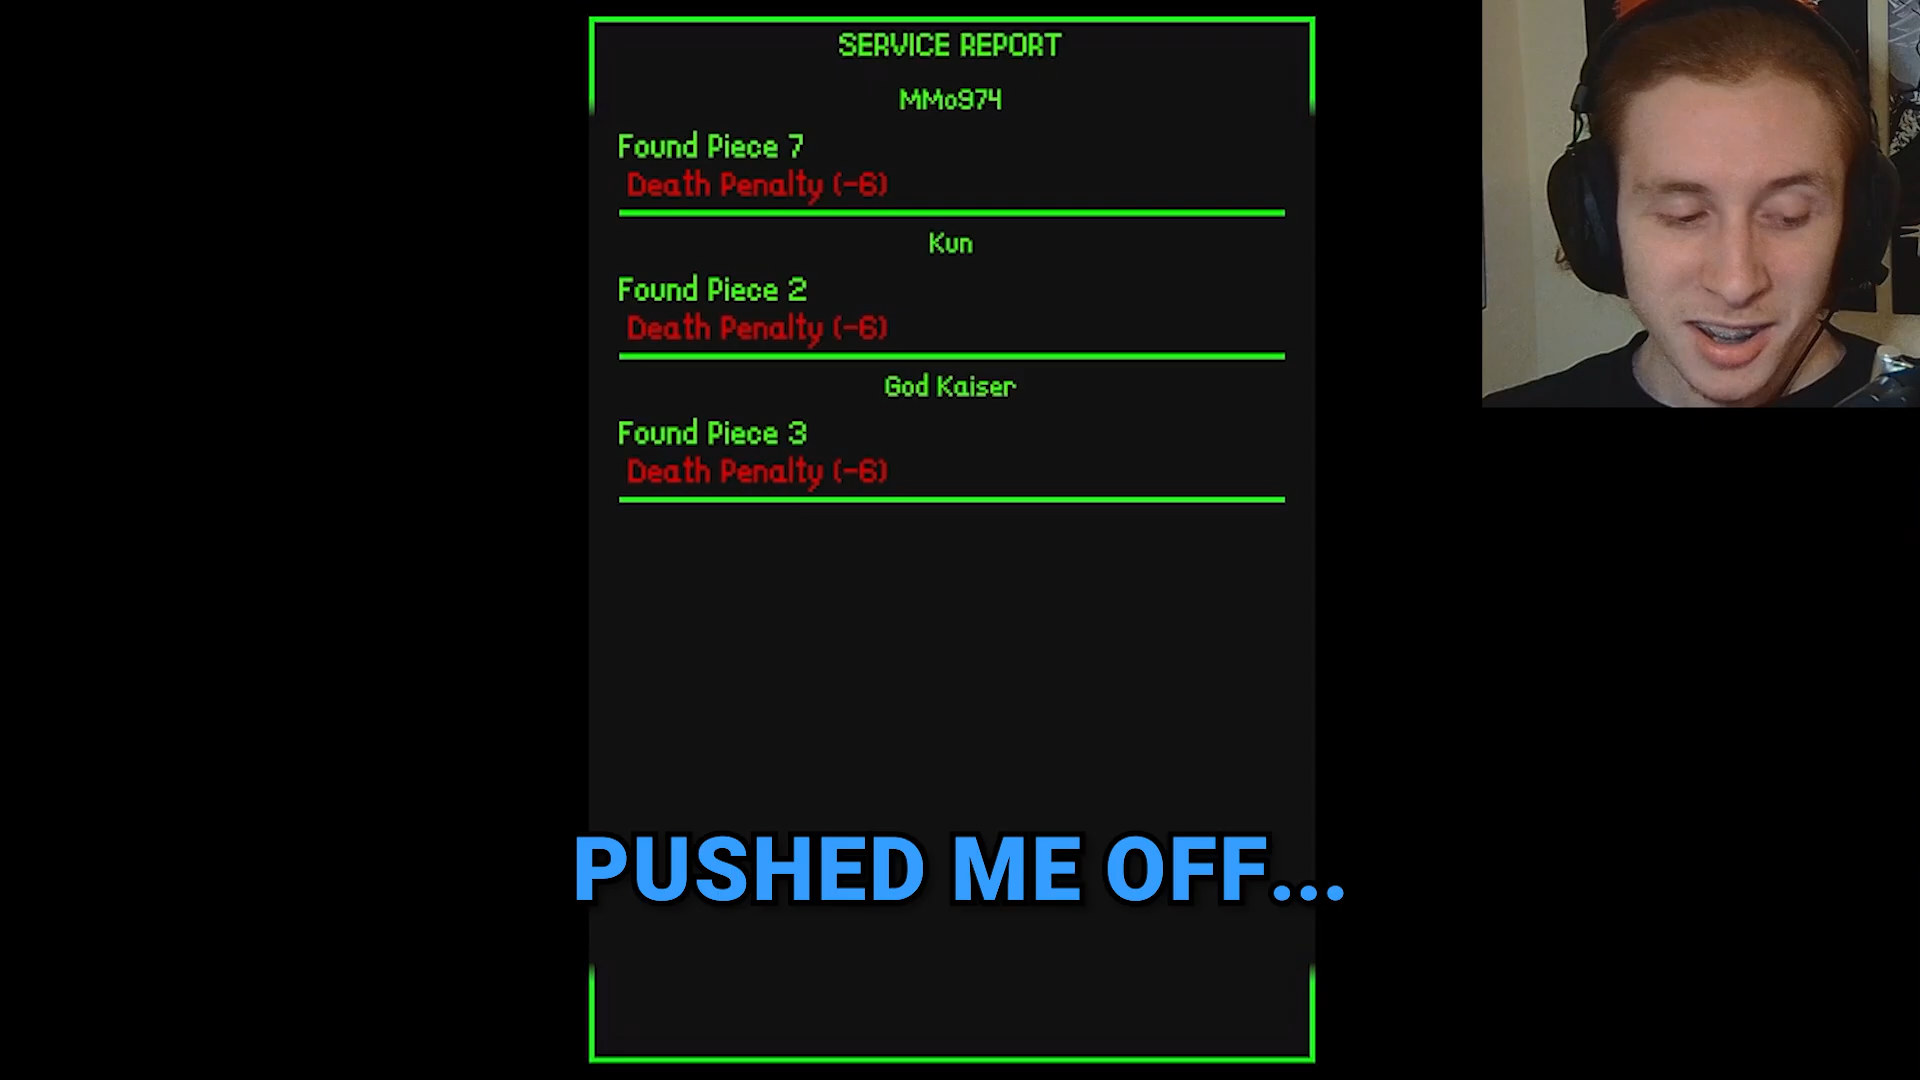 SERVICE REPORT
MMo974
Found Piece 7
Death Penalty (-6)
Kun
Found Piece 2
Death Penalty (-6)
God Kaiser
Found Piece 3
Death Penalty (-6)
PUSHED ME OFF...